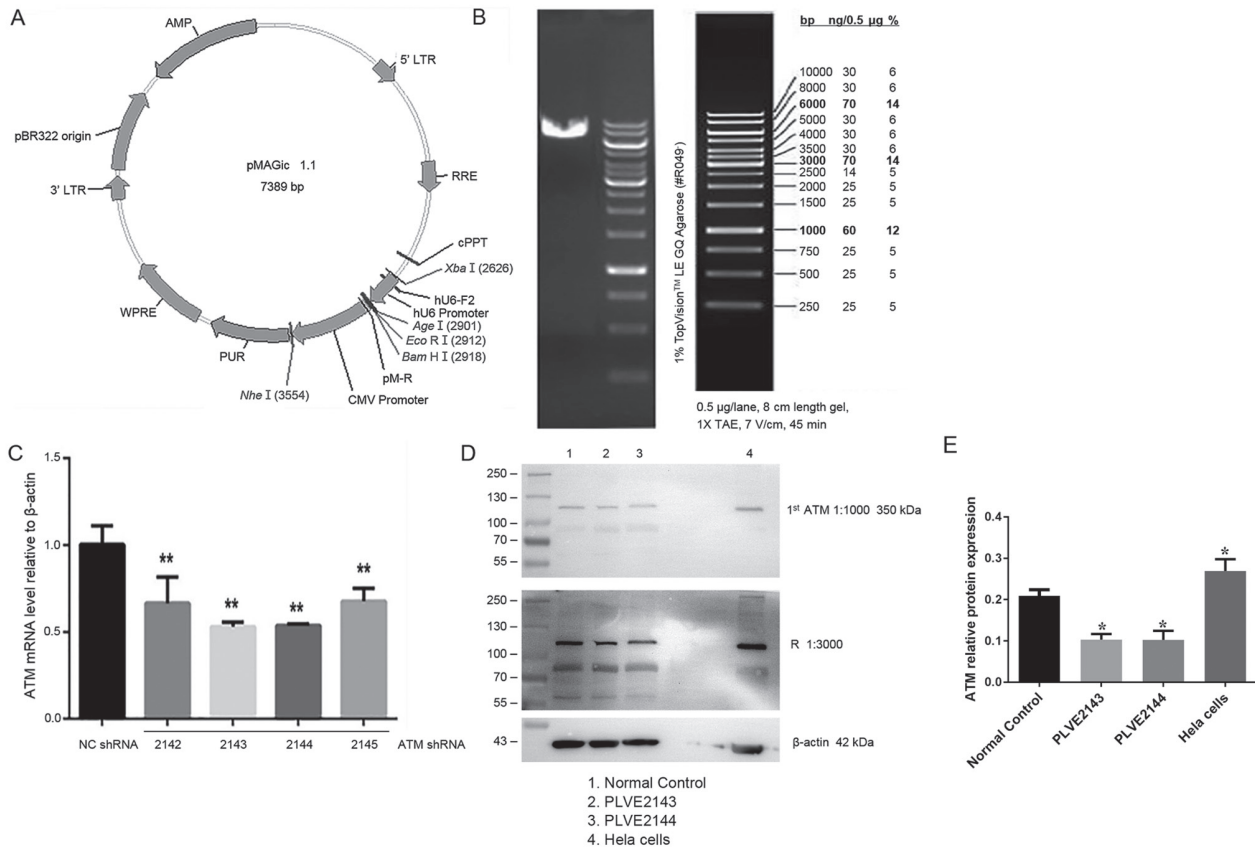 A
AMP
5' LTR
pBR322 origin
pMAGic 1.1
7389 bp
3' LTR
RRE
cPPT
Xba I (2626)
hU6-F2
hU6 Promoter
Age I (2901)
Eco R I (2912)
Bam H I (2918)
pM-R
CMV Promoter
Nhe I (3554)
PUR
WPRE
B
1% TopVision™ LE GQ Agarose (#R049)
bp ng/0.5 µg %
10000 30 6
8000 30 6
6000 70 14
5000 30 6
4000 30 6
3500 30 6
3000 70 14
2500 14 5
2000 25 5
1500 25 5
1000 60 12
750 25 5
500 25 5
250 25 5
0.5 µg/lane, 8 cm length gel,
1X TAE, 7 V/cm, 45 min
C
ATM mRNA level relative to β-actin
1.5
1.0
0.5
0.0
**
**
**
**
NC shRNA 2142 2143 2144 2145 ATM shRNA
D
1 2 3 4
250
130
100
70
55
1st ATM 1:1000 350 kDa
250
130
100
70
55
R 1:3000
43
β-actin 42 kDa
1. Normal Control
2. PLVE2143
3. PLVE2144
4. Hela cells
E
ATM relative protein expression
0.4
0.3
0.2
0.1
0.0
*
*
*
Normal Control
PLVE2143
PLVE2144
Hela cells